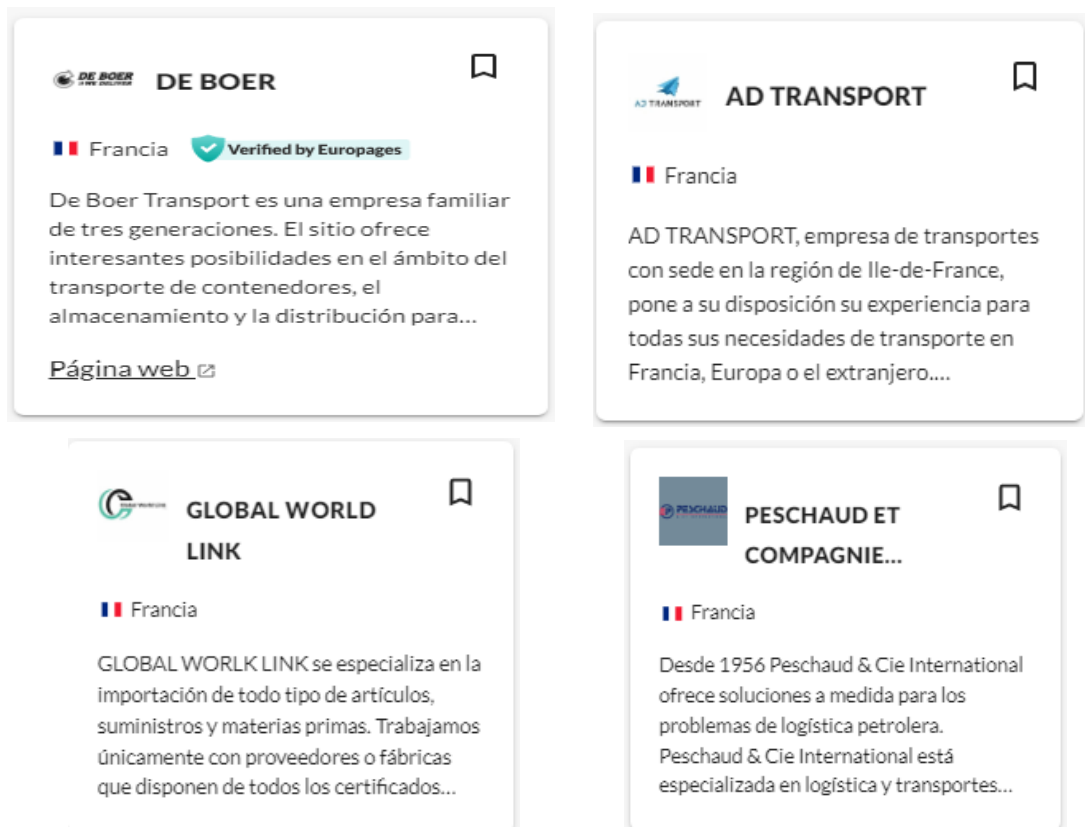 DE BOER
DE BOER
Francia
Verified by Europages
De Boer Transport es una empresa familiar
de tres generaciones. El sitio ofrece
interesantes posibilidades en el ámbito del
transporte de contenedores, el
almacenamiento y la distribución para...
Página web
AD TRANSPORT
AD TRANSPORT
Francia
AD TRANSPORT, empresa de transportes
con sede en la región de Ile-de-France,
pone a su disposición su experiencia para
todas sus necesidades de transporte en
Francia, Europa o el extranjero....
GLOBAL WORLD
LINK
Francia
GLOBAL WORLK LINK se especializa en la
importación de todo tipo de artículos,
suministros y materias primas. Trabajamos
únicamente con proveedores o fábricas
que disponen de todos los certificados...
PESCHAUD
PESCHAUD ET
COMPAGNIE...
Francia
Desde 1956 Peschaud & Cie International
ofrece soluciones a medida para los
problemas de logística petrolera.
Peschaud & Cie International está
especializada en logística y transportes...